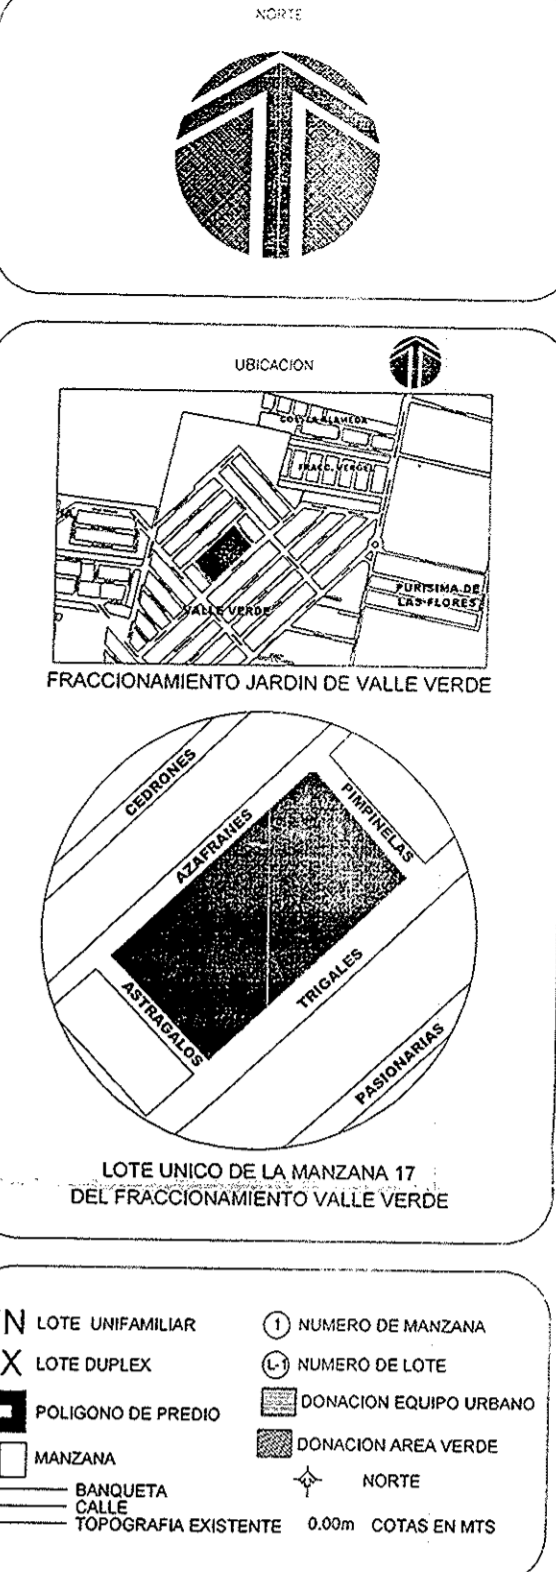 NORTE
UBICACION
COL. LA ALAMEDA
FRACC. VERGEL
VALLE VERDE
PURISIMA DE
LAS FLORES
FRACCIONAMIENTO JARDIN DE VALLE VERDE
CEDRONES
AZAFRANES
PIMPINELAS
ASTRAGALOS
TRIGALES
PASIONARIAS
LOTE UNICO DE LA MANZANA 17
DEL FRACCIONAMIENTO VALLE VERDE
N LOTE UNIFAMILIAR
X LOTE DUPLEX
POLIGONO DE PREDIO
MANZANA
BANQUETA
CALLE
TOPOGRAFIA EXISTENTE
1 NUMERO DE MANZANA
L-1 NUMERO DE LOTE
DONACION EQUIPO URBANO
DONACION AREA VERDE
NORTE
0.00m COTAS EN MTS